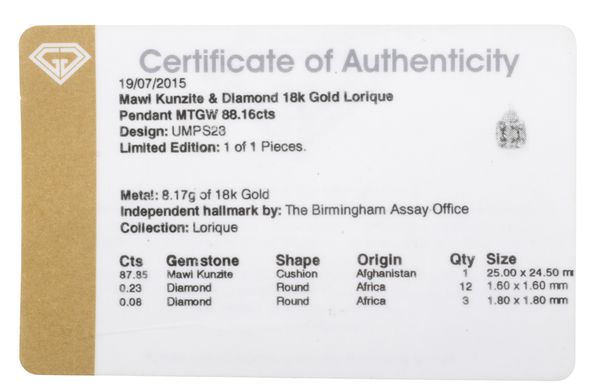 Certificate of Authenticity
19/07/2015
Mawi Kunzite & Diamond 18k Gold Lorique
Pendant MTGW 88.16cts
Design: UMPS23
Limited Edition: 1 of 1 Pieces.
Metal: 8.17g of 18k Gold
Independent hallmark by: The Birmingham Assay Office
Collection: Lorique
Cts Gemstone Shape Origin Qty Size
87.85 Mawi Kunzite Cushion Afghanistan 1 25.00 x 24.50 m
0.23 Diamond Round Africa 12 1.60 x 1.60 mm
0.08 Diamond Round Africa 3 1.80 x 1.80 mm